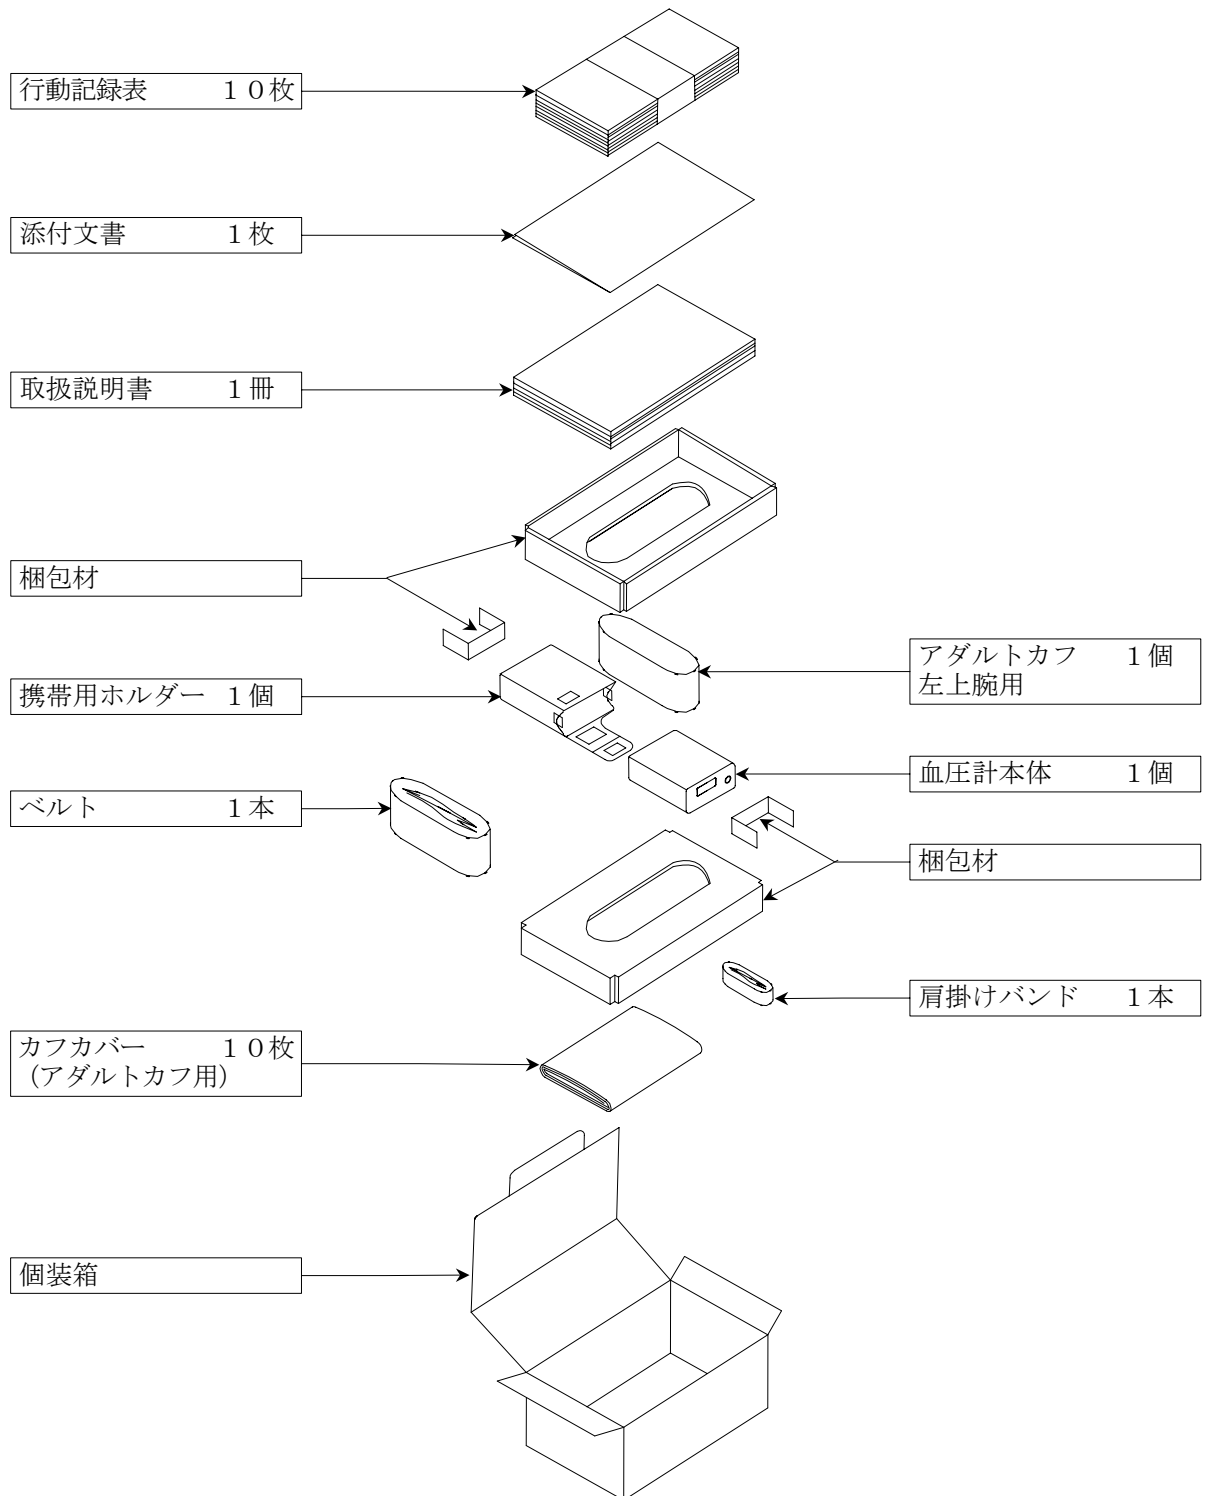 行動記録表　　１０枚
添付文書　　　１枚
取扱説明書　　１冊
梱包材
携帯用ホルダー　１個
アダルトカフ　１個
左上腕用
血圧計本体　　１個
ベルト　　　　１本
梱包材
肩掛けバンド　１本
カフカバー　　１０枚
（アダルトカフ用）
個装箱